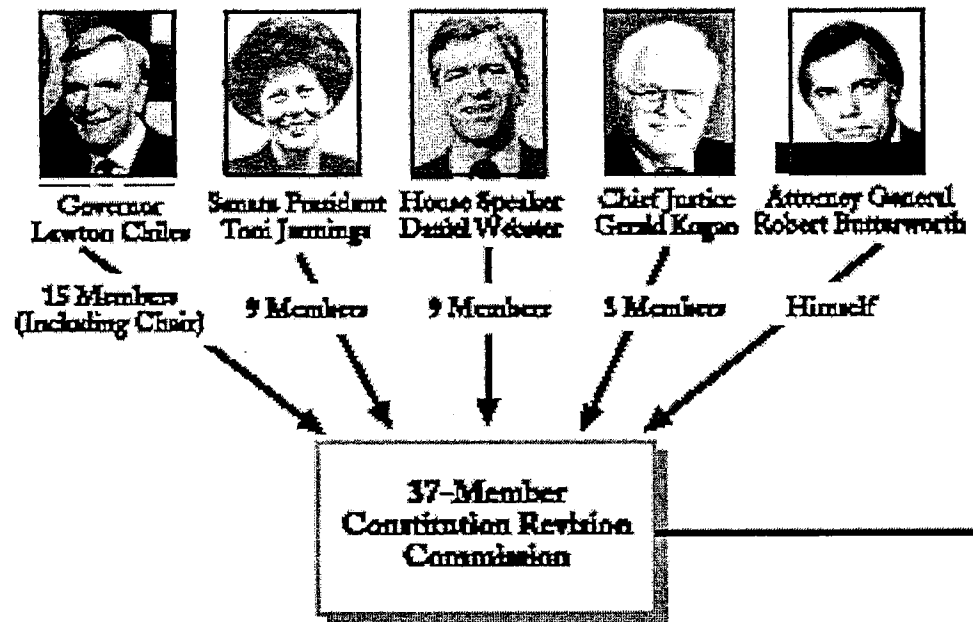 Governor
Lawton Chiles
Senate President
Toni Jennings
House Speaker
Daniel Webster
Chief Justice
Gerald Kogan
Attorney General
Robert Butterworth
15 Members
(Including Chair)
9 Members
9 Members
3 Members
Himself
37-Member
Constitution Revision
Commission